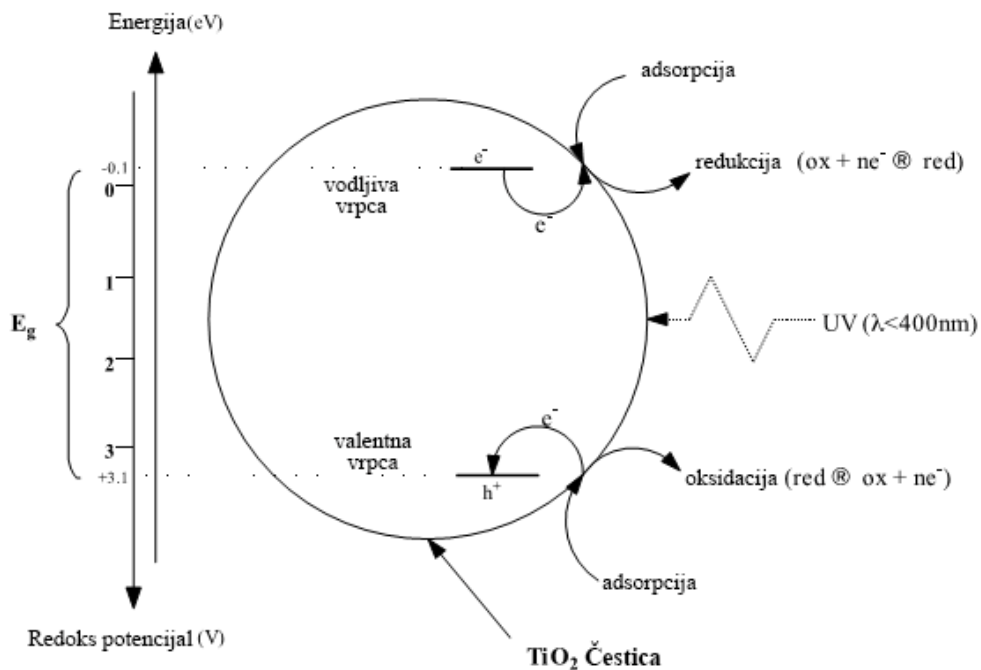 Energija(eV)
adsorpcija
-0.1
e⁻
redukcija (ox + ne⁻ ® red)
0
vodljiva
vrpca
e⁻
1
E₉
UV (λ<400nm)
2
e⁻
3
valentna
vrpca
+3.1
h⁺
oksidacija (red ® ox + ne⁻)
adsorpcija
Redoks potencijal (V)
TiO₂ Čestica